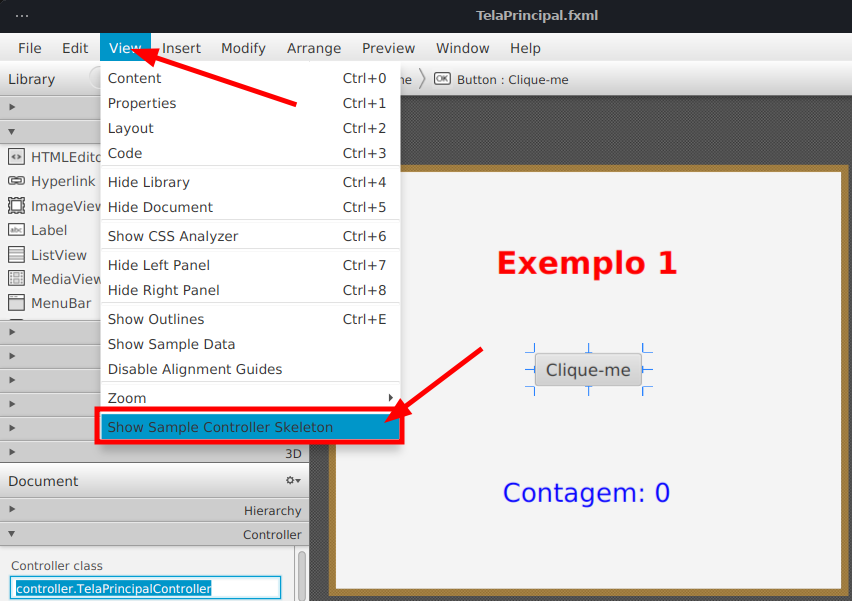 TelaPrincipal.fxml
File Edit View Insert Modify Arrange Preview Window Help
Library
ne OK Button : Clique-me
Content Ctrl+0
Properties Ctrl+1
Layout Ctrl+2
Code Ctrl+3
Hide Library Ctrl+4
Hide Document Ctrl+5
Show CSS Analyzer Ctrl+6
Hide Left Panel Ctrl+7
Hide Right Panel Ctrl+8
Show Outlines Ctrl+E
Show Sample Data
Disable Alignment Guides
Zoom
Show Sample Controller Skeleton
HTMLEdito
Hyperlink
ImageView
abc Label
ListView
MediaView
MenuBar
3D
Document
Hierarchy
Controller
Controller class
controller.TelaPrincipalController
Exemplo 1
Clique-me
Contagem: 0